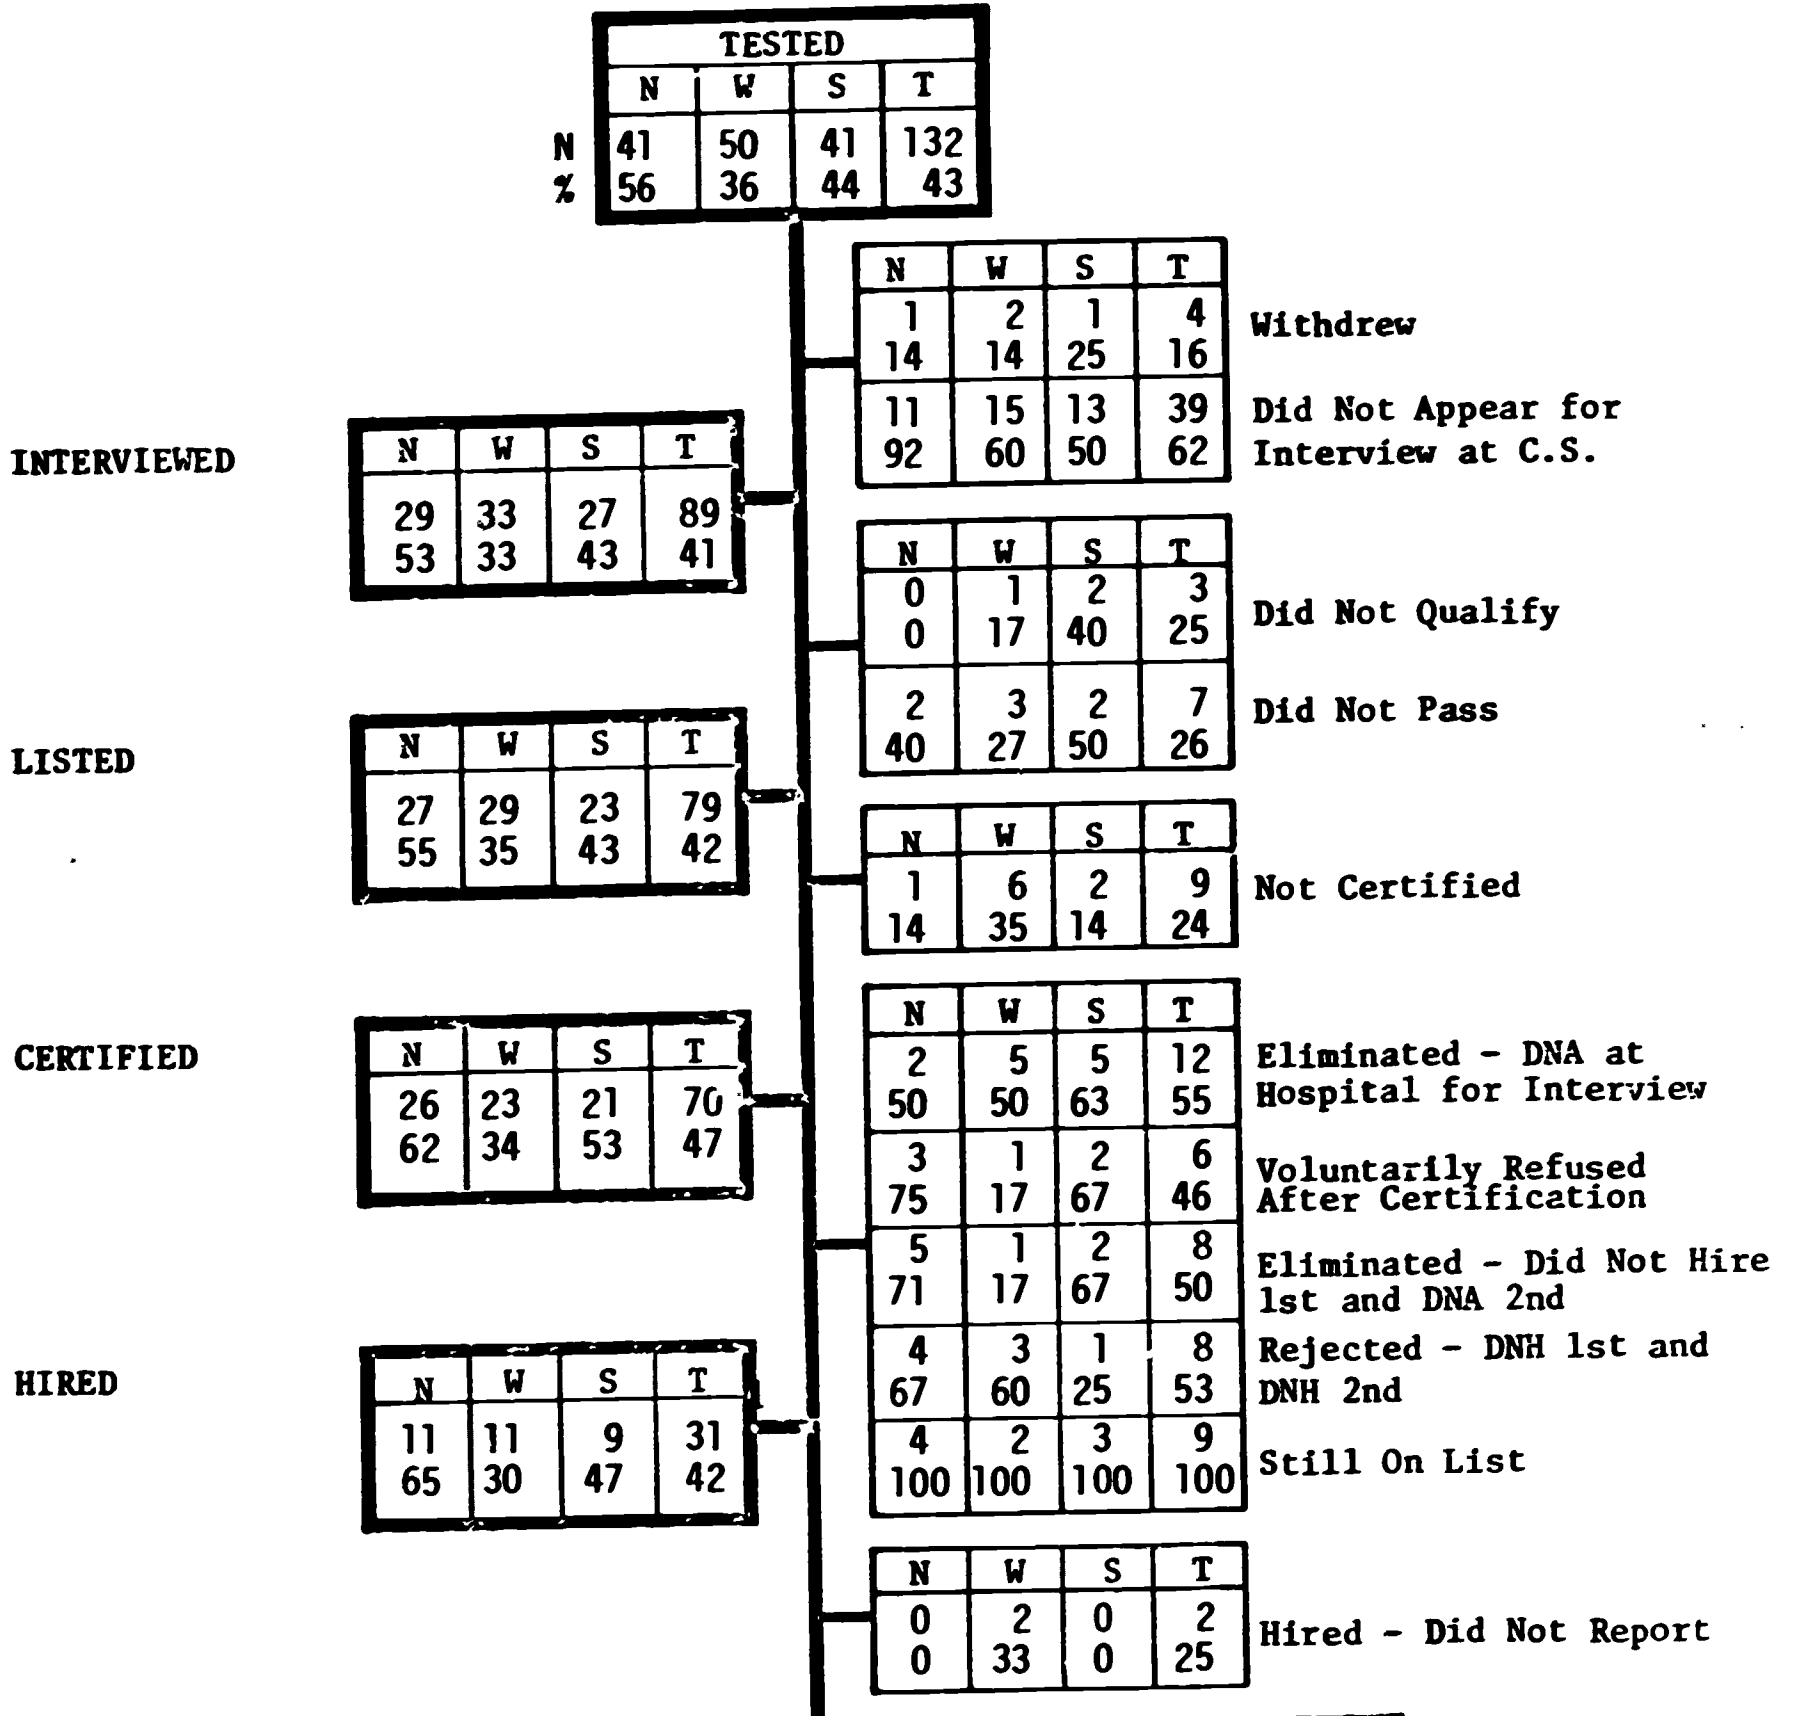 TESTED
N W S T
N 41 50 41 132
% 56 36 44 43
N W S T
1 2 1 4 Withdrew
14 14 25 16
11 15 13 39 Did Not Appear for
92 60 50 62 Interview at C.S.
INTERVIEWED
N W S T
29 33 27 89
53 33 43 41
N W S T
0 1 2 3 Did Not Qualify
0 17 40 25
2 3 2 7 Did Not Pass
40 27 50 26
LISTED
N W S T
27 29 23 79
55 35 43 42
N W S T
1 6 2 9 Not Certified
14 35 14 24
CERTIFIED
N W S T
26 23 21 70
62 34 53 47
N W S T
2 5 5 12 Eliminated - DNA at
50 50 63 55 Hospital for Interview
3 1 2 6 Voluntarily Refused
75 17 67 46 After Certification
5 1 2 8 Eliminated - Did Not Hire
71 17 67 50 1st and DNA 2nd
4 3 1 8 Rejected - DNH 1st and
67 60 25 53 DNH 2nd
4 2 3 9 Still On List
100 100 100 100
HIRED
N W S T
11 11 9 31
65 30 47 42
N W S T
0 2 0 2 Hired - Did Not Report
0 33 0 25